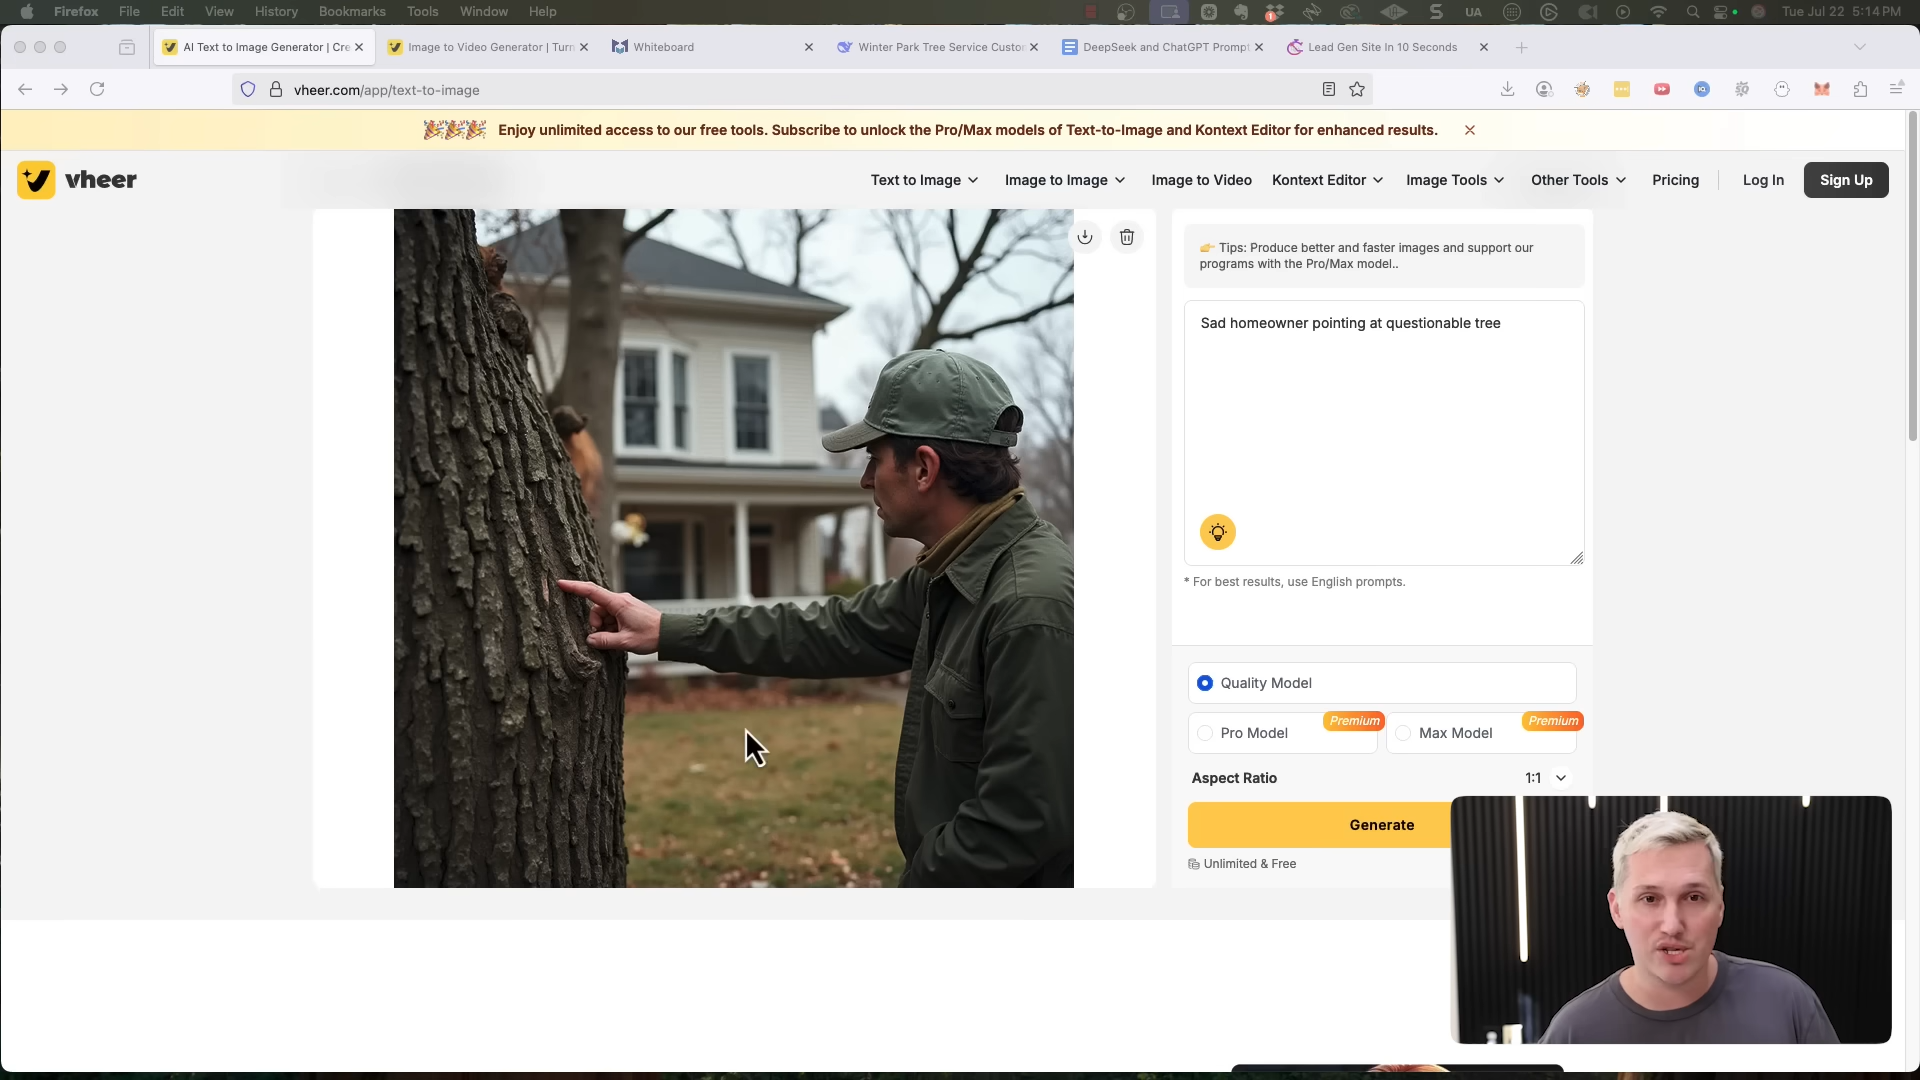 Firefox File Edit View History Bookmarks Tools Window Help
UA
Tue Jul 22 5:14 PM
AI Text to Image Generator | Cre
Image to Video Generator | Turn
Whiteboard
Winter Park Tree Service Custom
DeepSeek and ChatGPT Prompt
Lead Gen Site In 10 Seconds
vheer.com/app/text-to-image
Enjoy unlimited access to our free tools. Subscribe to unlock the Pro/Max models of Text-to-Image and Kontext Editor for enhanced results.
vheer
Text to Image
Image to Image
Image to Video
Kontext Editor
Image Tools
Other Tools
Pricing
Log In
Sign Up
Tips: Produce better and faster images and support our
programs with the Pro/Max model..
Sad homeowner pointing at questionable tree
* For best results, use English prompts.
Quality Model
Pro Model
Premium
Max Model
Premium
Aspect Ratio
1:1
Generate
Unlimited & Free